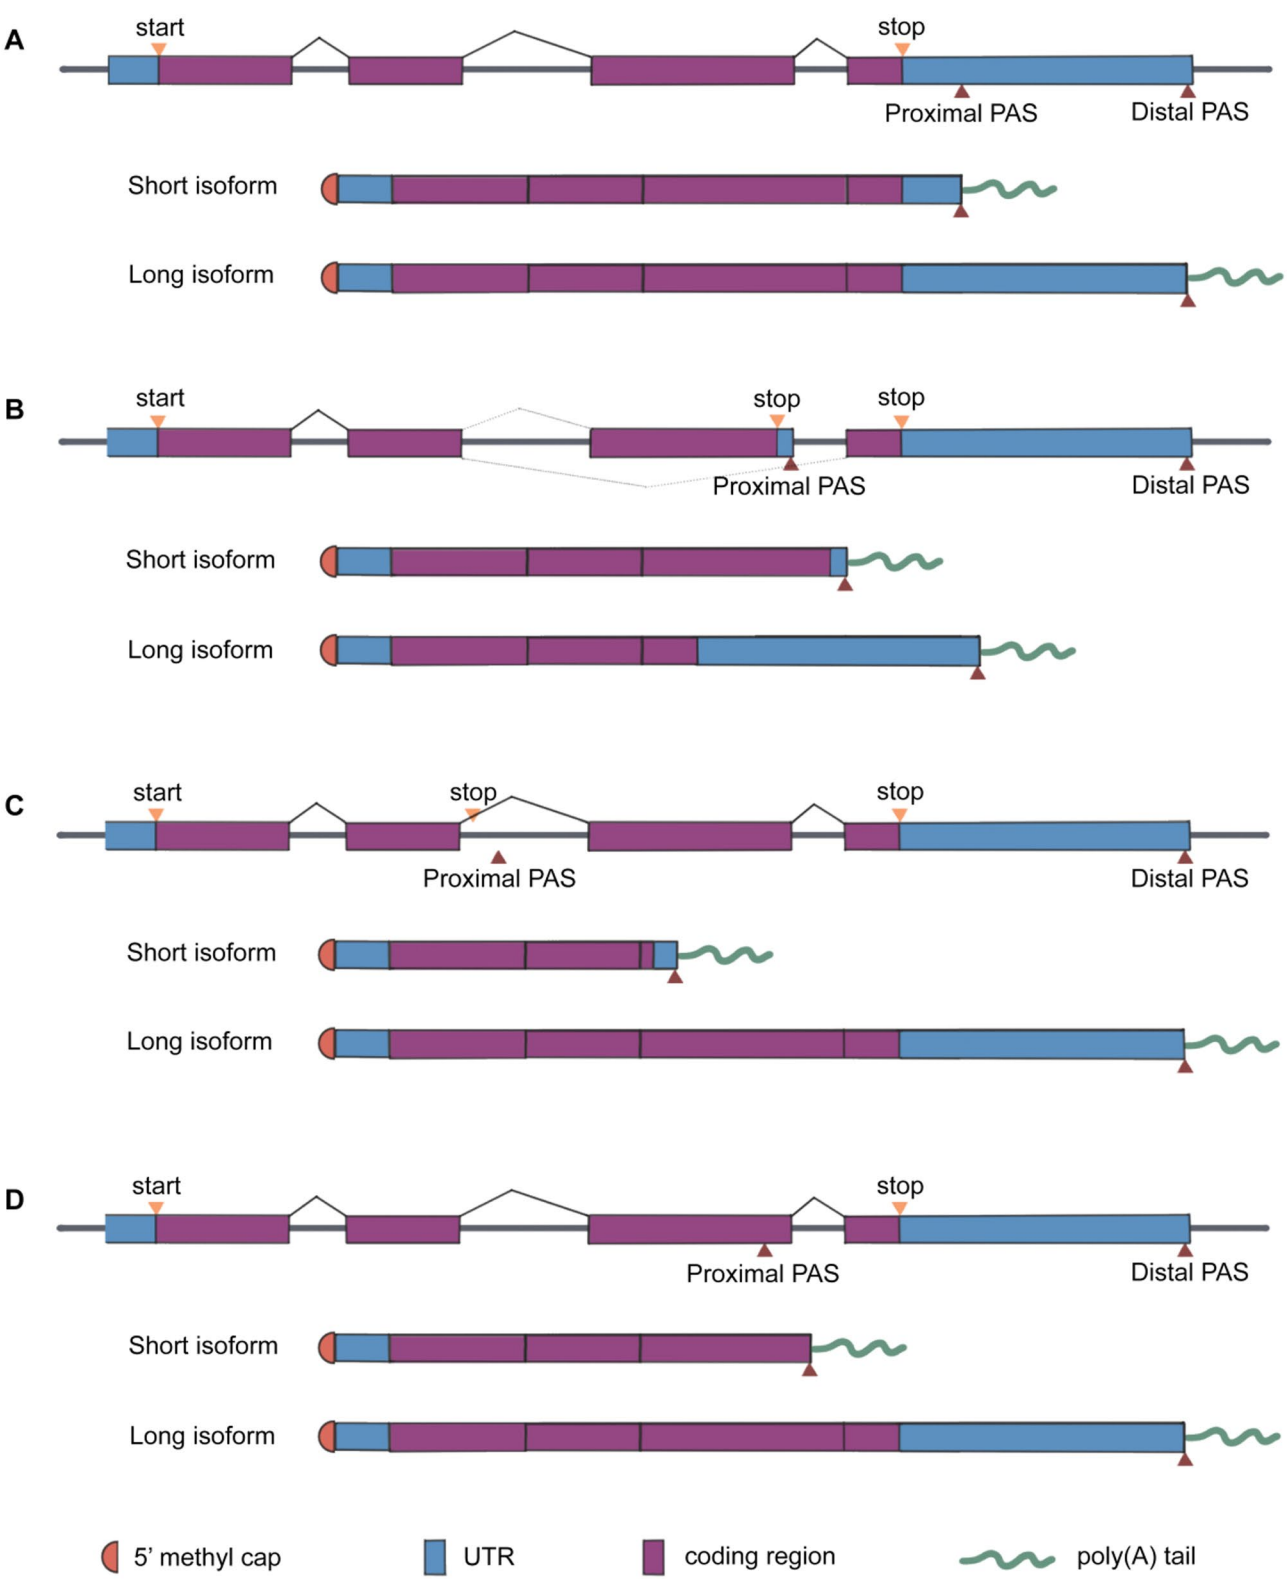 A
start
stop
Proximal PAS
Distal PAS
Short isoform
Long isoform
B
start
stop
stop
Proximal PAS
Distal PAS
Short isoform
Long isoform
C
start
stop
stop
Proximal PAS
Distal PAS
Short isoform
Long isoform
D
start
stop
Proximal PAS
Distal PAS
Short isoform
Long isoform
5’ methyl cap
UTR
coding region
poly(A) tail